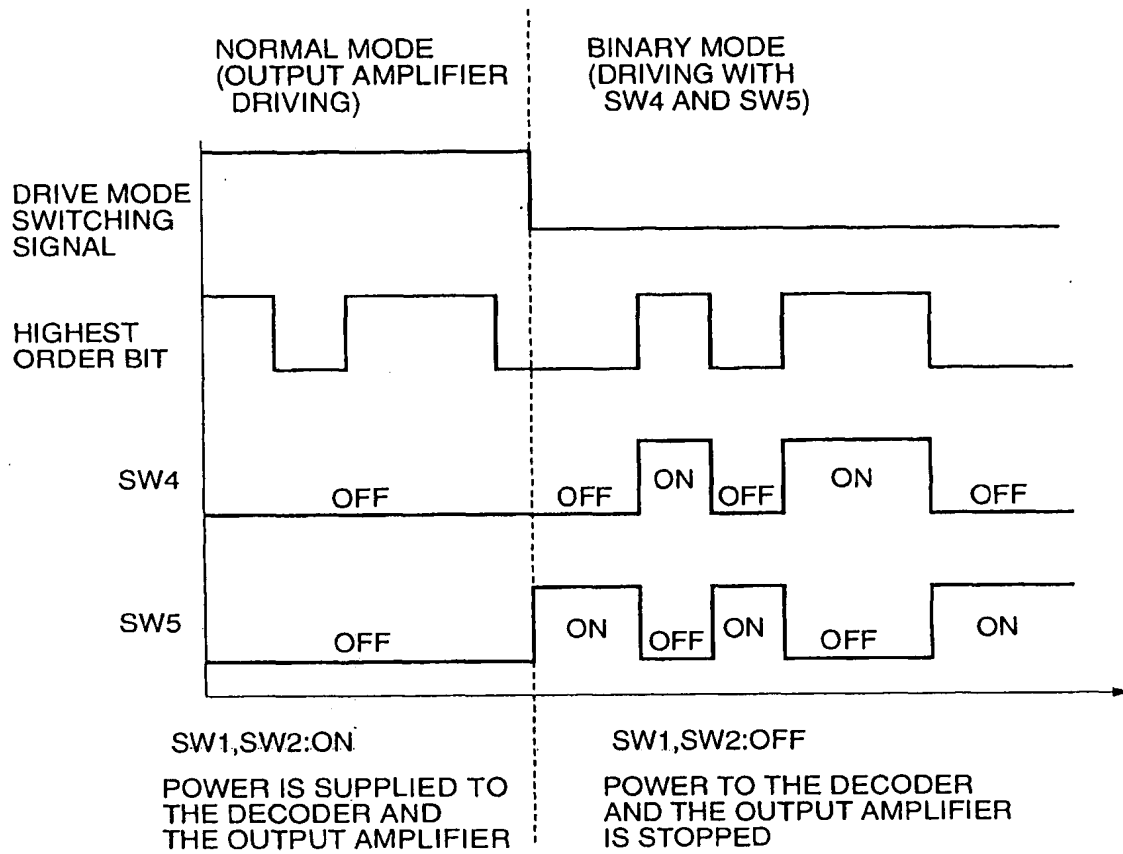 NORMAL MODE
(OUTPUT AMPLIFIER
DRIVING)
BINARY MODE
(DRIVING WITH
SW4 AND SW5)
DRIVE MODE
SWITCHING
SIGNAL
HIGHEST
ORDER BIT
SW4
OFF
OFF
ON
OFF
ON
OFF
SW5
OFF
ON
OFF
ON
OFF
ON
SW1,SW2:ON
POWER IS SUPPLIED TO
THE DECODER AND
THE OUTPUT AMPLIFIER
SW1,SW2:OFF
POWER TO THE DECODER
AND THE OUTPUT AMPLIFIER
IS STOPPED